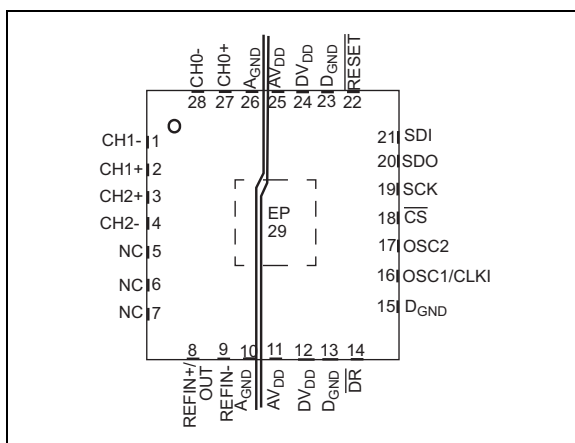 CH0-
CH0+
AGND
AVDD
DVDD
DGND
RESET
28 27 26 25 24 23 22
CH1- 1
CH1+ 2
CH2+ 3
CH2- 4
NC 5
NC 6
NC 7
EP
29
21 SDI
20 SDO
19 SCK
18 CS
17 OSC2
16 OSC1/CLKI
15 DGND
8 9 10 11 12 13 14
REFIN+/
OUT
REFIN-
AGND
AVDD
DVDD
DGND
DR